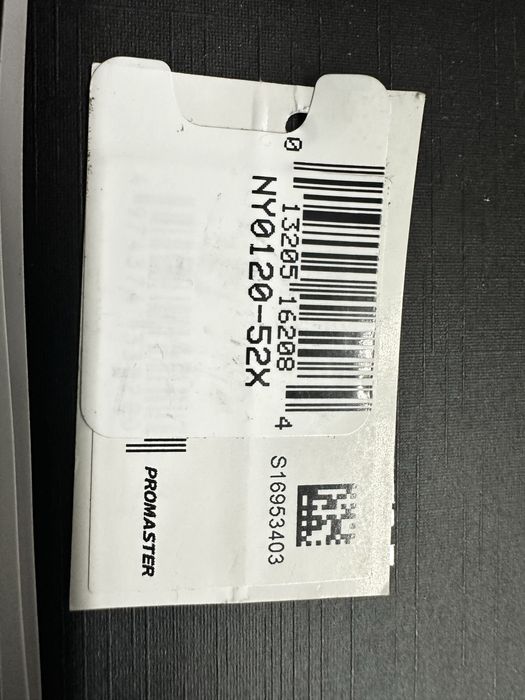 0 13205 16208 4
NY0120-52X
S16953403
PROMASTER